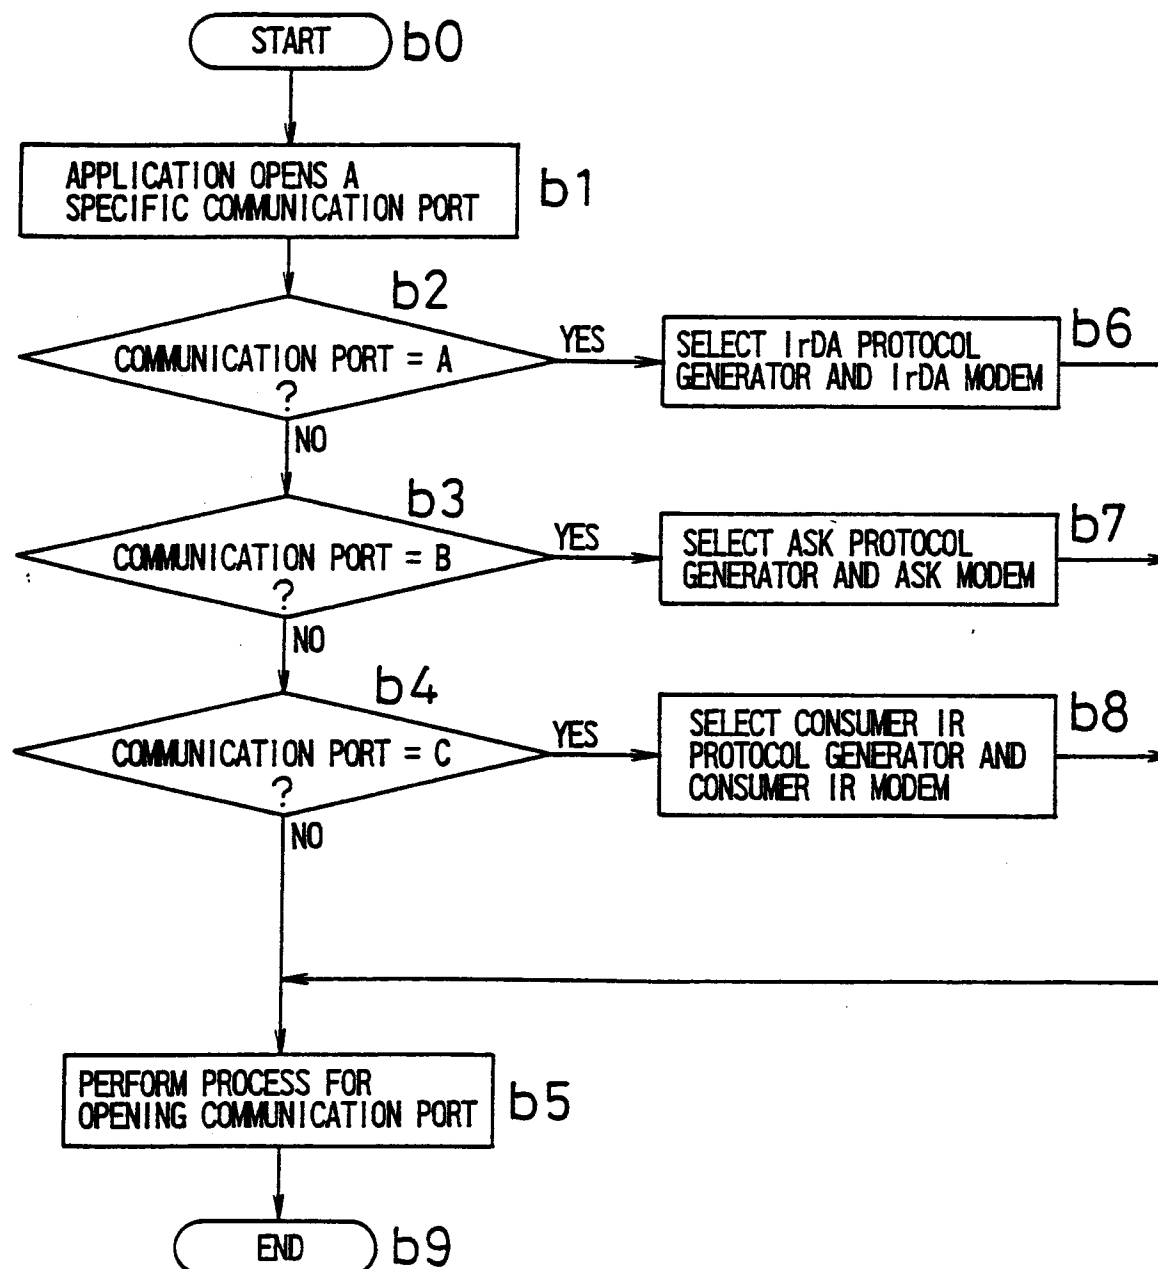 START b0
APPLICATION OPENS A
SPECIFIC COMMUNICATION PORT
b1
b2
COMMUNICATION PORT = A
?
YES
NO
SELECT IrDA PROTOCOL
GENERATOR AND IrDA MODEM
b6
b3
COMMUNICATION PORT = B
?
YES
NO
SELECT ASK PROTOCOL
GENERATOR AND ASK MODEM
b7
b4
COMMUNICATION PORT = C
?
YES
NO
SELECT CONSUMER IR
PROTOCOL GENERATOR AND
CONSUMER IR MODEM
b8
PERFORM PROCESS FOR
OPENING COMMUNICATION PORT
b5
END b9